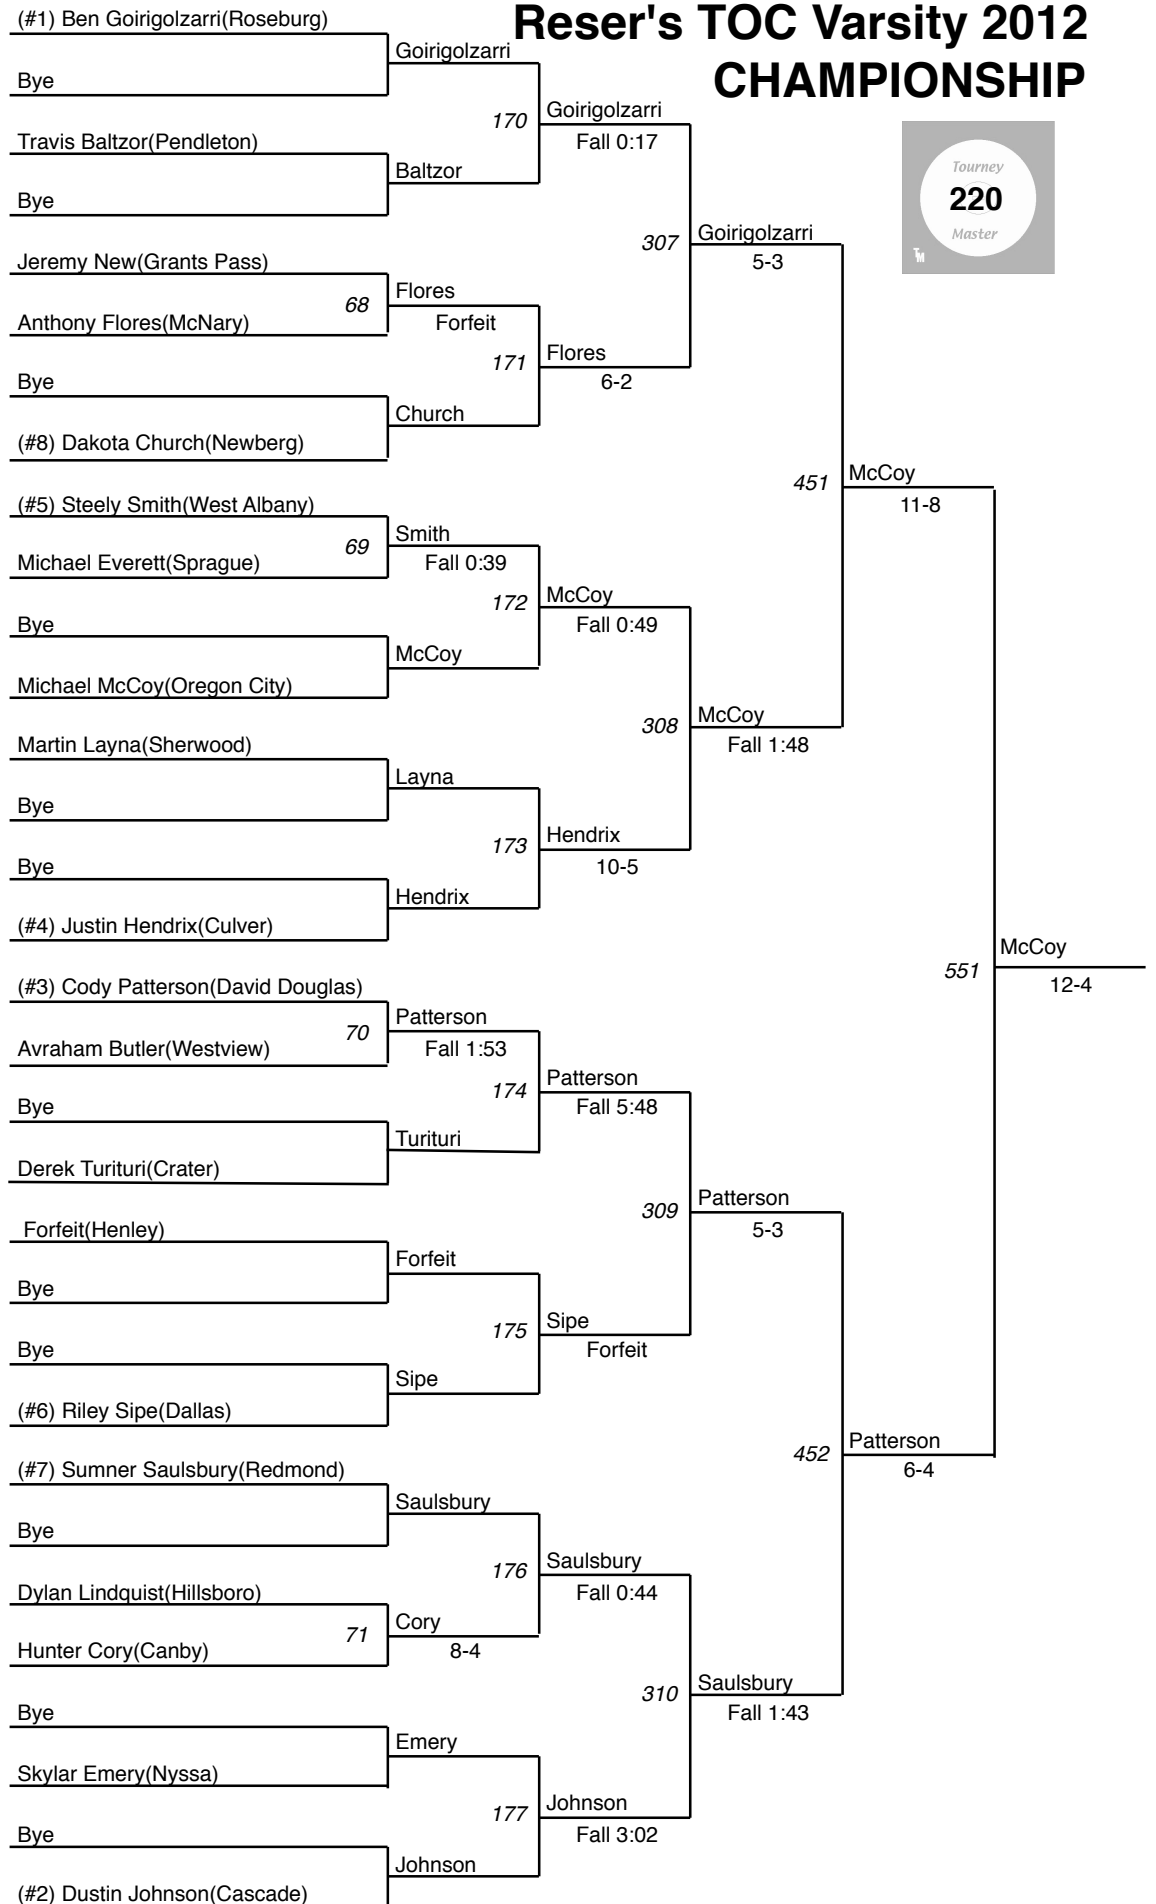 Reser's TOC Varsity 2012
CHAMPIONSHIP
Tourney
220
Master
TM
(#1) Ben Goirigolzarri(Roseburg)
Goirigolzarri
Bye
170
Goirigolzarri
Fall 0:17
Travis Baltzor(Pendleton)
Baltzor
Bye
307
Goirigolzarri
5-3
Jeremy New(Grants Pass)
68
Flores
Forfeit
Anthony Flores(McNary)
171
Flores
6-2
Bye
Church
(#8) Dakota Church(Newberg)
451
McCoy
11-8
(#5) Steely Smith(West Albany)
69
Smith
Fall 0:39
Michael Everett(Sprague)
172
McCoy
Fall 0:49
Bye
McCoy
Michael McCoy(Oregon City)
308
McCoy
Fall 1:48
Martin Layna(Sherwood)
Layna
Bye
173
Hendrix
10-5
Bye
Hendrix
(#4) Justin Hendrix(Culver)
551
McCoy
12-4
(#3) Cody Patterson(David Douglas)
70
Patterson
Fall 1:53
Avraham Butler(Westview)
174
Patterson
Fall 5:48
Bye
Turituri
Derek Turituri(Crater)
309
Patterson
5-3
Forfeit(Henley)
Forfeit
Bye
175
Sipe
Forfeit
Bye
Sipe
(#6) Riley Sipe(Dallas)
452
Patterson
6-4
(#7) Sumner Saulsbury(Redmond)
Saulsbury
Bye
176
Saulsbury
Fall 0:44
Dylan Lindquist(Hillsboro)
71
Cory
8-4
Hunter Cory(Canby)
310
Saulsbury
Fall 1:43
Bye
Emery
Skylar Emery(Nyssa)
177
Johnson
Fall 3:02
Bye
Johnson
(#2) Dustin Johnson(Cascade)